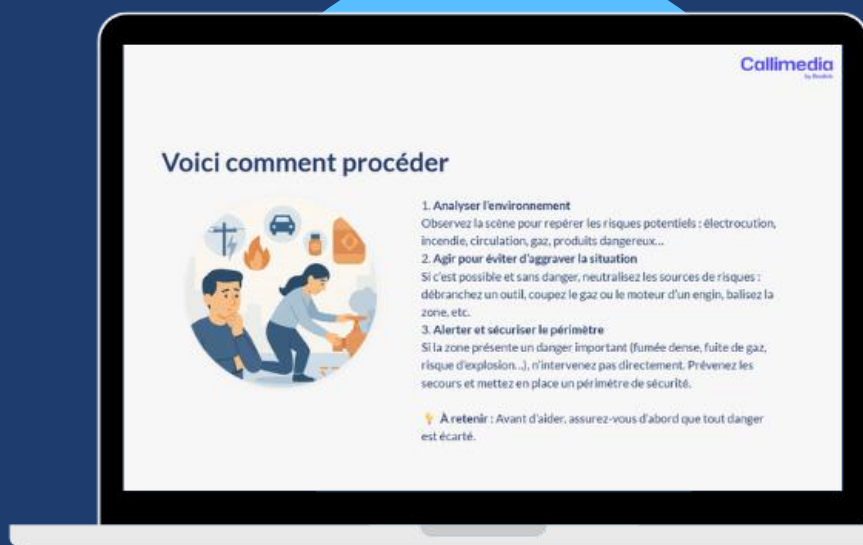 Callimedia
Voici comment procéder
1. Analyser l'environnement
Observez la scène pour repérer les risques potentiels : électrocution,
incendie, circulation, gaz, produits dangereux...
2. Agir pour éviter d'aggraver la situation
Si c'est possible et sans danger, neutralisez les sources de risques :
débranchez un outil, coupez le gaz ou le moteur d'un engin, balisez la
zone, etc.
3. Alerter et sécuriser le périmètre
Si la zone présente un danger important (fumée dense, fuite de gaz,
risque d'explosion...), n'intervenez pas directement. Prévenez les
secours et mettez en place un périmètre de sécurité.
À retenir : Avant d'aider, assurez-vous d'abord que tout danger
est écarté.